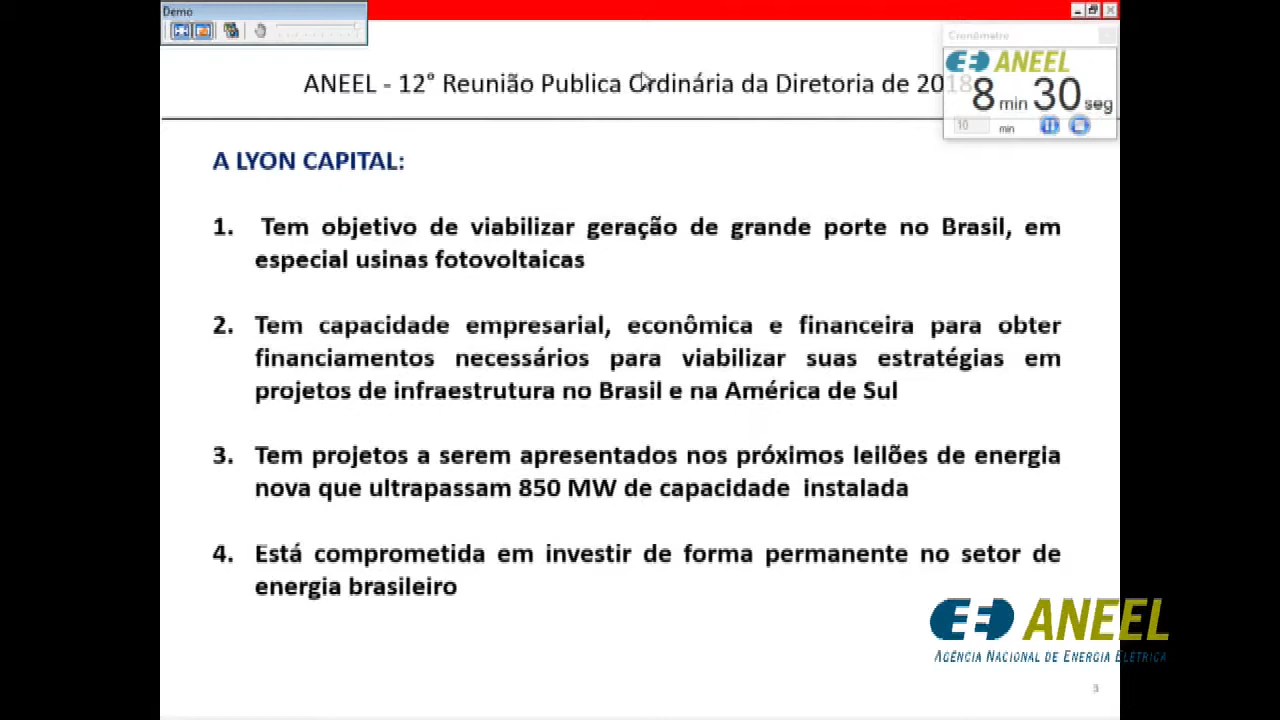 Demo
Cronômetro
ANEEL
8 min 30 seg
10 min
ANEEL - 12° Reunião Publica Ordinária da Diretoria de 2018
A LYON CAPITAL:
1. Tem objetivo de viabilizar geração de grande porte no Brasil, em
especial usinas fotovoltaicas
2. Tem capacidade empresarial, econômica e financeira para obter
financiamentos necessários para viabilizar suas estratégias em
projetos de infraestrutura no Brasil e na América de Sul
3. Tem projetos a serem apresentados nos próximos leilões de energia
nova que ultrapassam 850 MW de capacidade instalada
4. Está comprometida em investir de forma permanente no setor de
energia brasileiro
ANEEL
AGÊNCIA NACIONAL DE ENERGIA ELÉTRICA
3